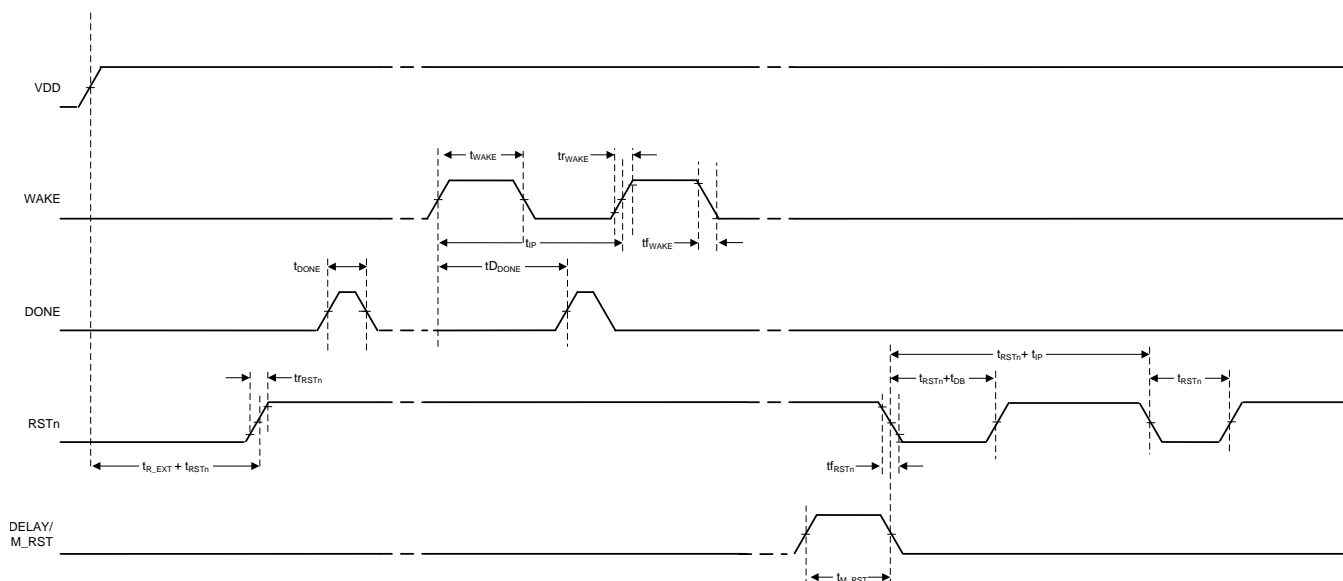 VDD
tWAKE
trWAKE
WAKE
tIP
tfWAKE
tDONE
tDDONE
DONE
tRSTn+ tIP
trRSTn
tRSTn+tDB
tRSTn
RSTn
tR_EXT + tRSTn
tfRSTn
DELAY/
M_RST
tM_RST